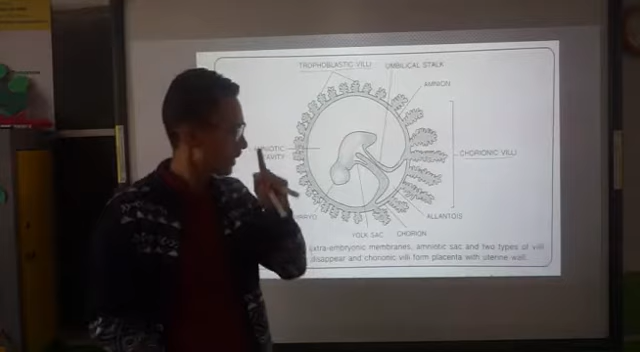 TROPHOBLASTIC VILLI
UMBILICAL STALK
AMNION
CHORIONIC VILLI
ALLANTOIS
CHORION
YOLK SAC
extra-embryonic membranes, amniotic sac and two types of villi
disappear and chorionic villi form placenta with uterine wall.